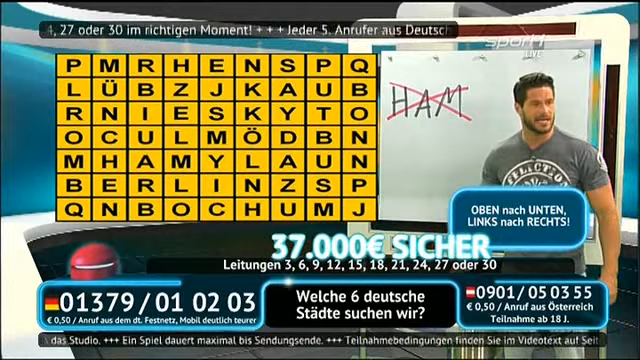 4, 27 oder 30 im richtigen Moment! +++ Jeder 5. Anrufer aus Deutsch
sport1
LIVE
P M R H E N S P Q
L Ü B Z J K A U B
R N I E S K Y T O
O C U L M Ö D B N
M H A M Y L A U N
B E R L I N Z S P
Q N B O C H U M J
HAM
AFFLICTION
OBEN nach UNTEN,
LINKS nach RECHTS!
37.000€ SICHER
Leitungen 3, 6, 9, 12, 15, 18, 21, 24, 27 oder 30
01379/01 02 03
€ 0,50 / Anruf aus dem dt. Festnetz, Mobil deutlich teurer
Welche 6 deutsche
Städte suchen wir?
0901/05 03 55
€ 0,50 / Anruf aus Österreich
Teilnahme ab 18 J.
das Studio. +++ Ein Spiel dauert maximal bis Sendungsende. +++ Teilnahmebedingungen finden Sie im Videotext auf Seit